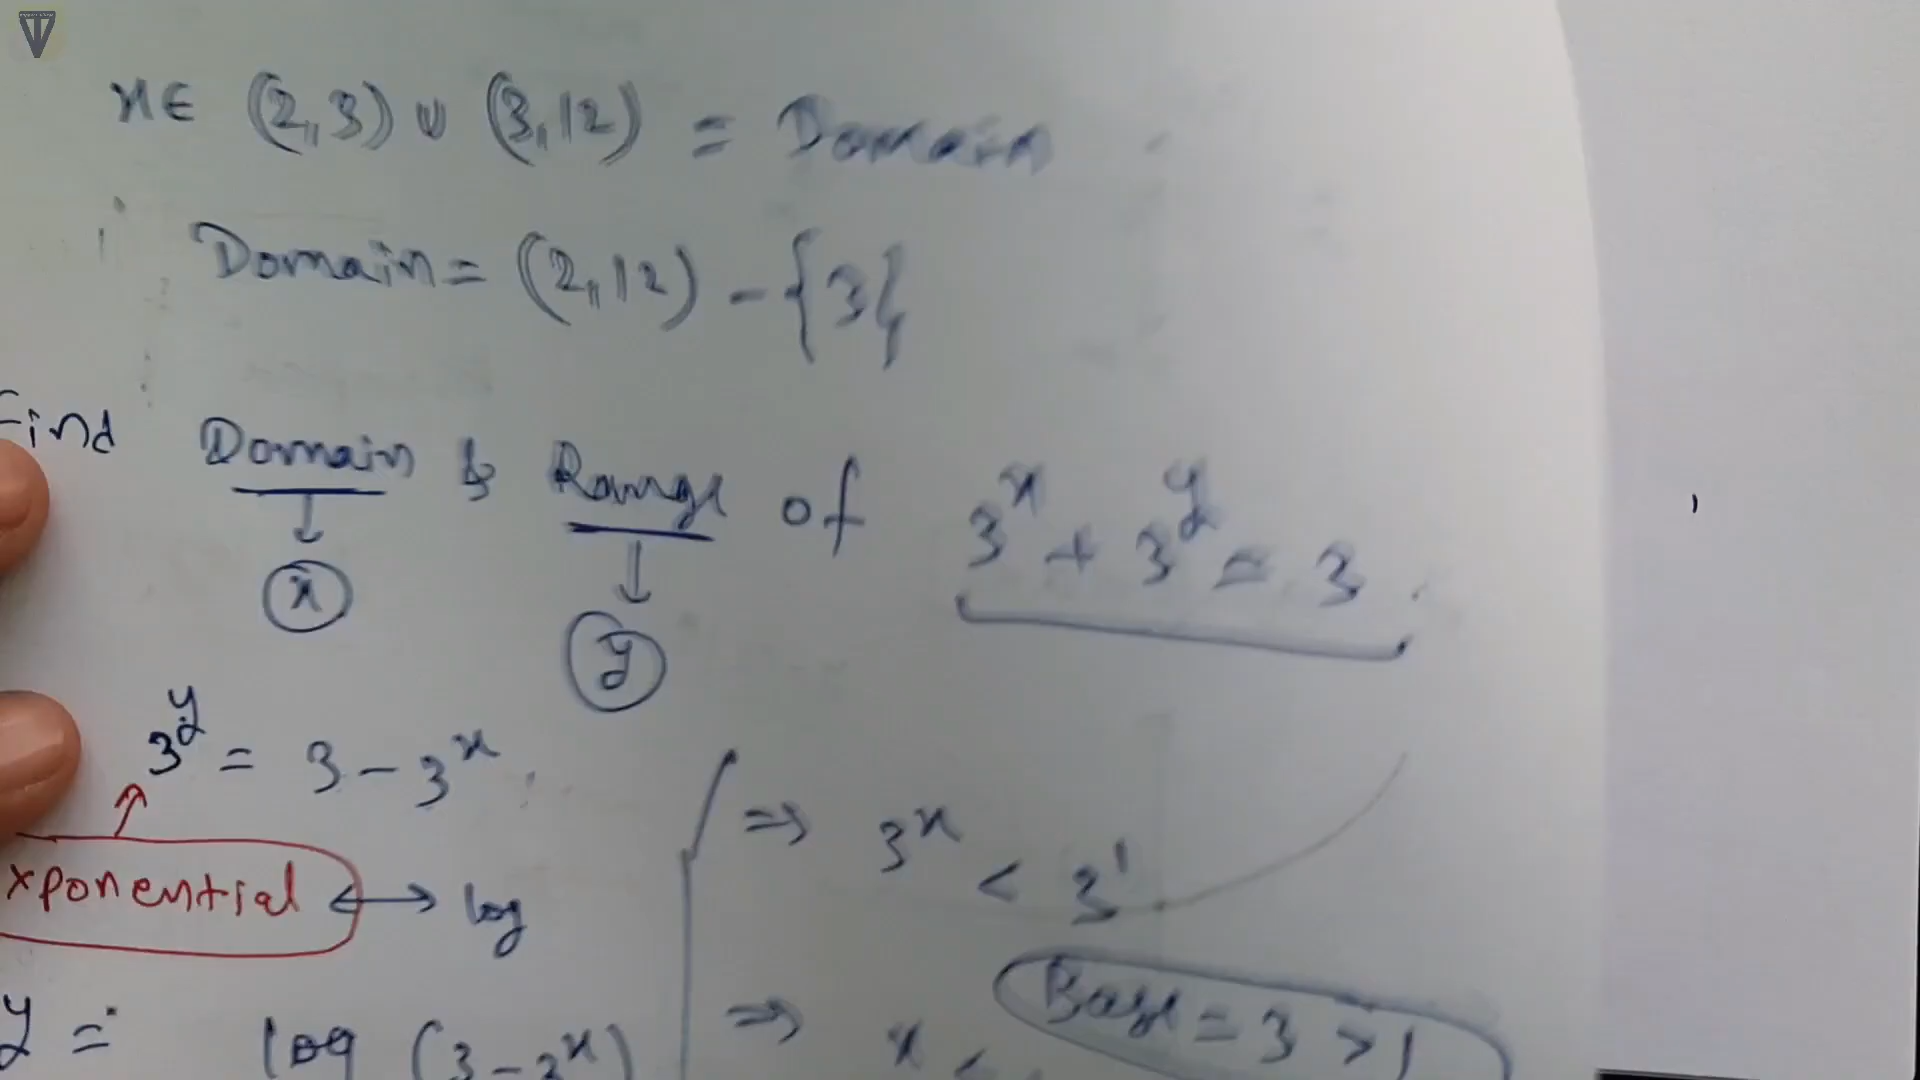 x ∈ (2,3) ∪ (3,12) = Domain
Domain = (2,12) - {3}
Find Domain & Range of 3^x + 3^y = 3.
x
y
3^y = 3 - 3^x
⇒ 3^x < 3^1
xponential ↔ log
Base = 3 > 1
y = log (3 - 3^x)
⇒ x <